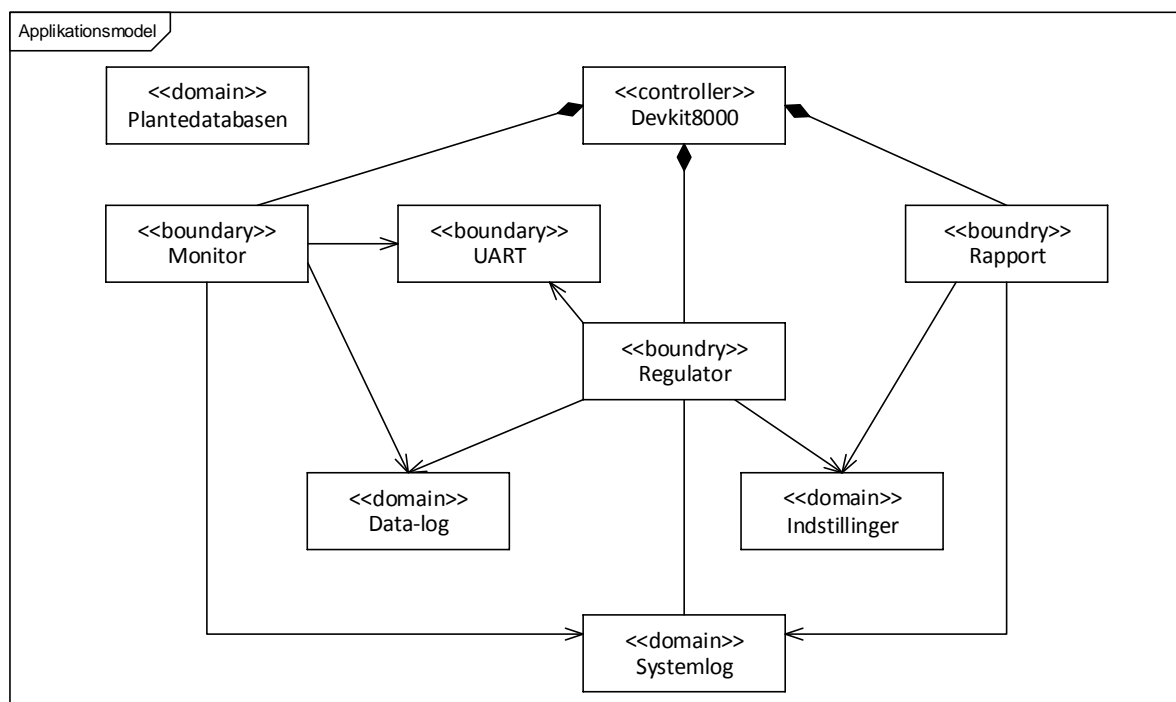 Applikationsmodel
<<domain>>
Plantedatabasen
<<controller>>
Devkit8000
<<boundary>>
Monitor
<<boundary>>
UART
<<boundry>>
Rapport
<<boundry>>
Regulator
<<domain>>
Data-log
<<domain>>
Indstillinger
<<domain>>
Systemlog